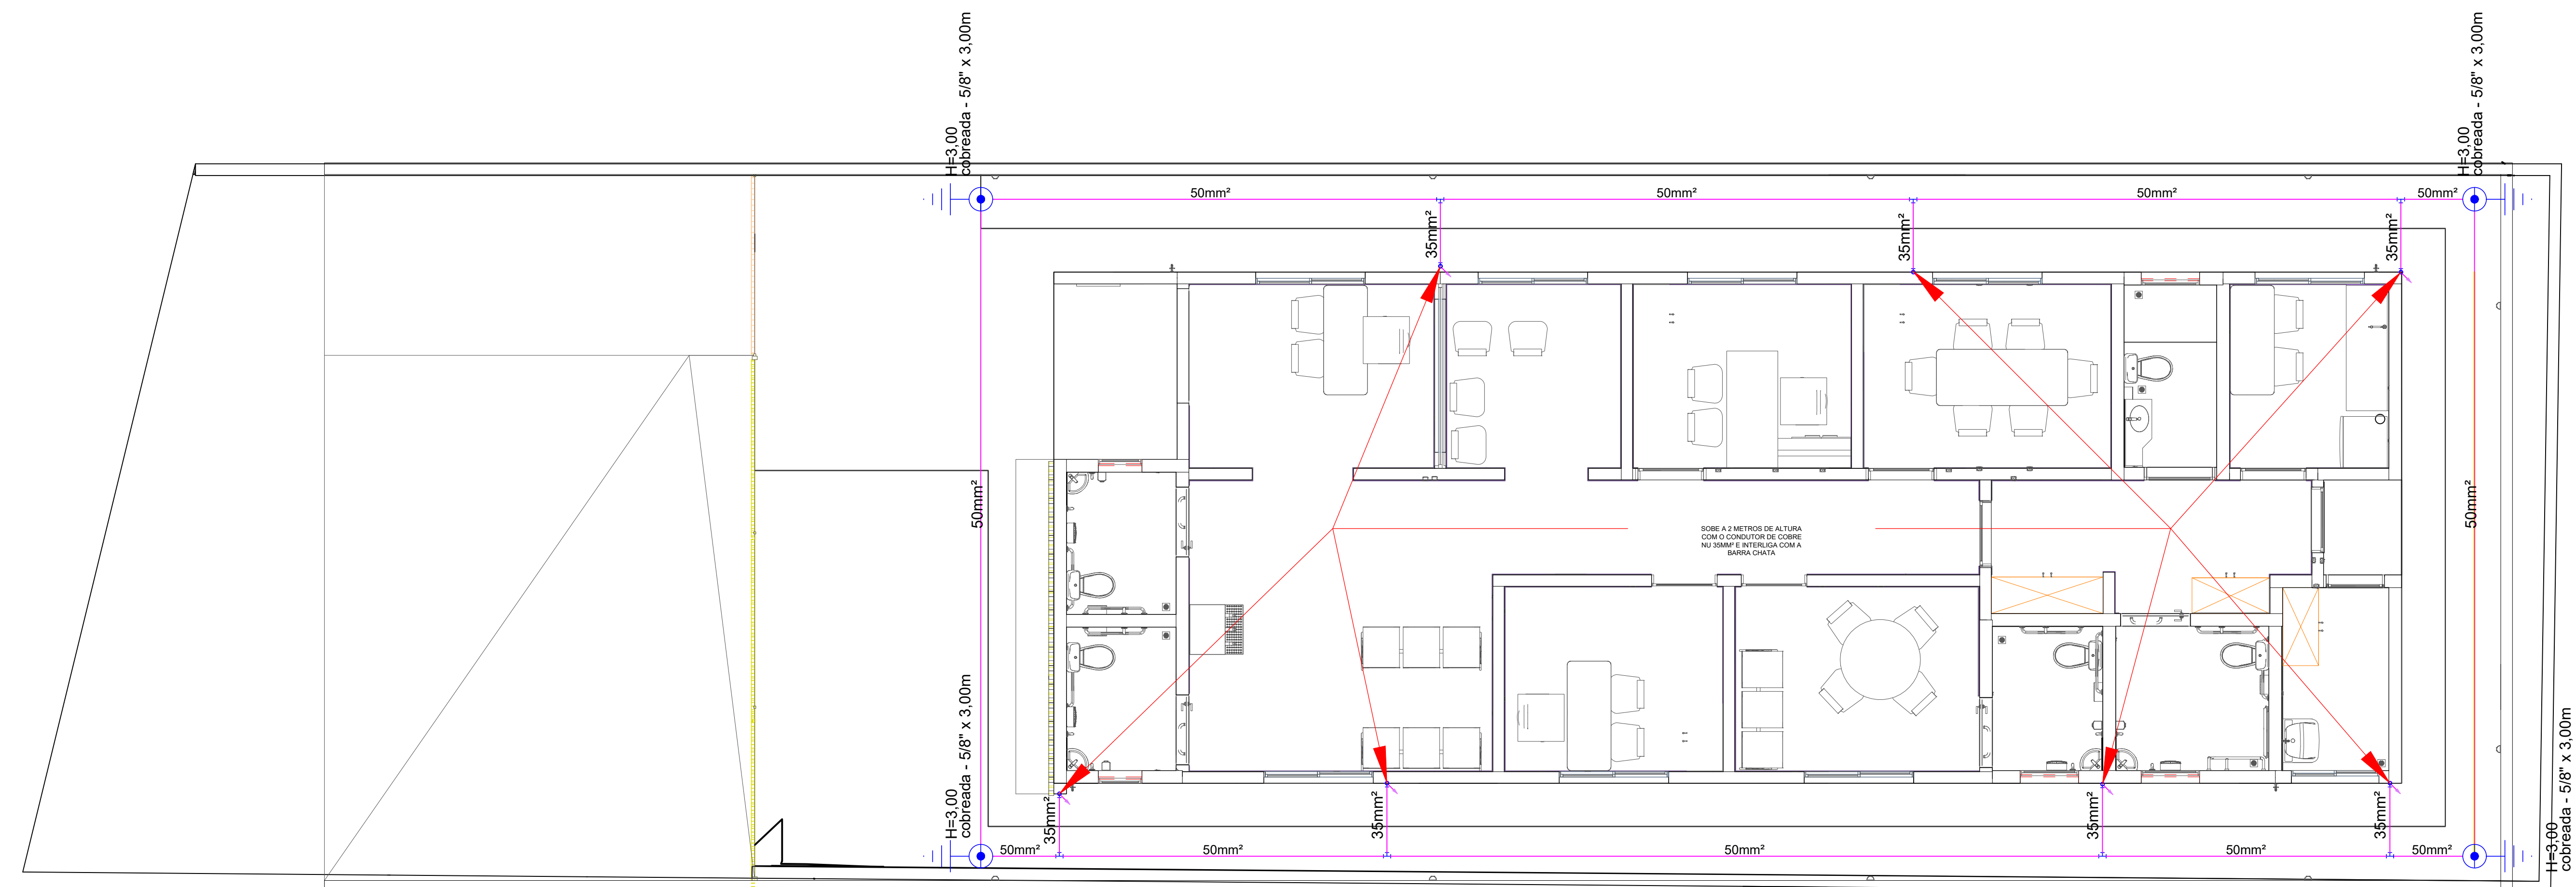 H=3,00
cobreada - 5/8" x 3,00m
H=3,00
cobreada - 5/8" x 3,00m
50mm²
50mm²
50mm²
50mm²
35mm²
35mm²
35mm²
50mm²
50mm²
SOBE A 2 METROS DE ALTURA
COM O CONDUTOR DE COBRE
NU 35MM² E INTERLIGA COM A
BARRA CHATA
H=3,00
cobreada - 5/8" x 3,00m
35mm²
35mm²
35mm²
35mm²
50mm²
50mm²
50mm²
50mm²
50mm²
H=3,00
cobreada - 5/8" x 3,00m